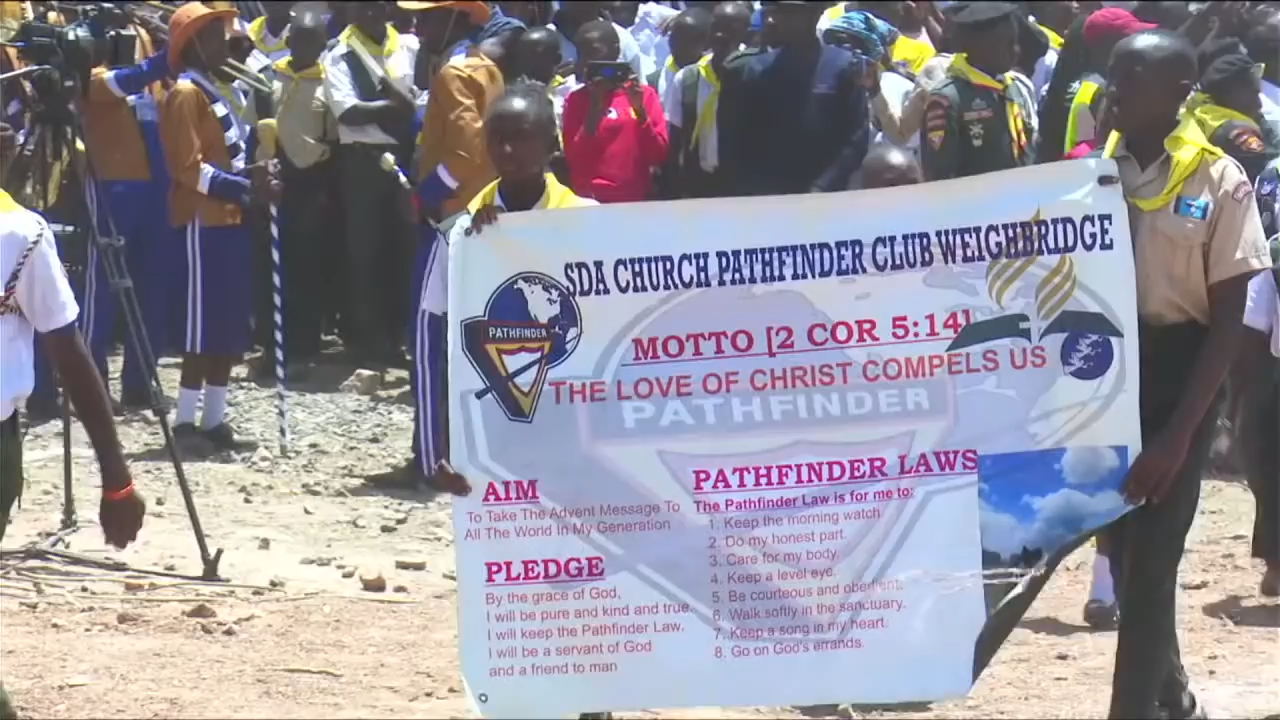 SDA CHURCH PATHFINDER CLUB WEIGHBRIDGE
PATHFINDER
MOTTO [2 COR 5:14]
THE LOVE OF CHRIST COMPELS US
PATHFINDER
AIM
To Take The Advent Message To
All The World In My Generation
PLEDGE
By the grace of God,
I will be pure and kind and true.
I will keep the Pathfinder Law.
I will be a servant of God
and a friend to man
PATHFINDER LAWS
The Pathfinder Law is for me to:
1. Keep the morning watch
2. Do my honest part.
3. Care for my body.
4. Keep a level eye.
5. Be courteous and obedient.
6. Walk softly in the sanctuary.
7. Keep a song in my heart.
8. Go on God's errands.